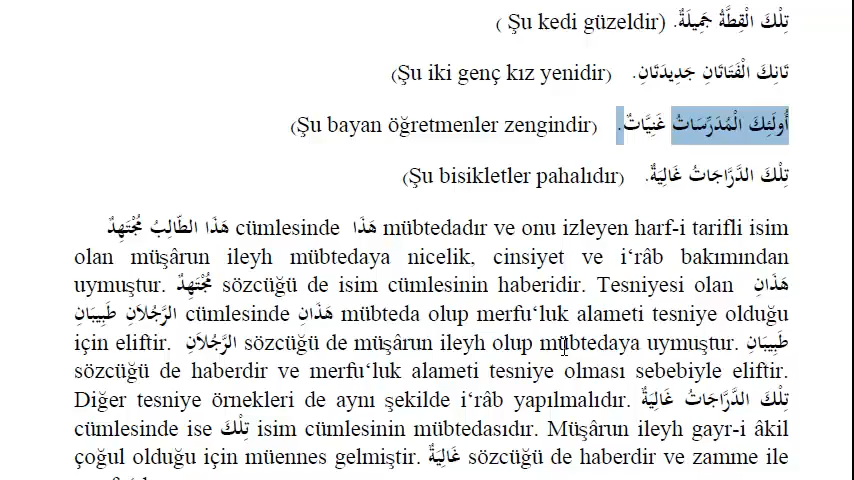 تِلْكَ الْقِطَّةُ جَمِيلَةٌ. (Şu kedi güzeldir )
تَانِكَ الْفَتَاتَانِ جَدِيدَتَانِ. (Şu iki genç kız yenidir)
أُولَئِكَ الْمُدَرِّسَاتُ غَنِيَّاتٌ. (Şu bayan öğretmenler zengindir)
تِلْكَ الدَّرَّاجَاتُ غَالِيَةٌ. (Şu bisikletler pahalıdır)
هَذَا الطَّالِبُ مُجْتَهِدٌ cümlesinde هَذَا mübtedadır ve onu izleyen harf-i tarifli isim
olan müşârun ileyh mübtedaya nicelik, cinsiyet ve i‘râb bakımından
uymuştur. مُجْتَهِدٌ sözcüğü de isim cümlesinin haberidir. Tesniyesi olan هَذَانِ
الرَّجُلاَنِ طَبِيبَانِ cümlesinde هَذَانِ mübteda olup merfu‘luk alameti tesniye olduğu
için eliftir. الرَّجُلاَنِ sözcüğü de müşârun ileyh olup mübtedaya uymuştur. طَبِيبَانِ
sözcüğü de haberdir ve merfu‘luk alameti tesniye olması sebebiyle eliftir.
Diğer tesniye örnekleri de aynı şekilde i‘râb yapılmalıdır. تِلْكَ الدَّرَّاجَاتُ غَالِيَةٌ
cümlesinde ise تِلْكَ isim cümlesinin mübtedasıdır. Müşârun ileyh gayr-i âkil
çoğul olduğu için müennes gelmiştir. غَالِيَةٌ sözcüğü de haberdir ve zamme ile